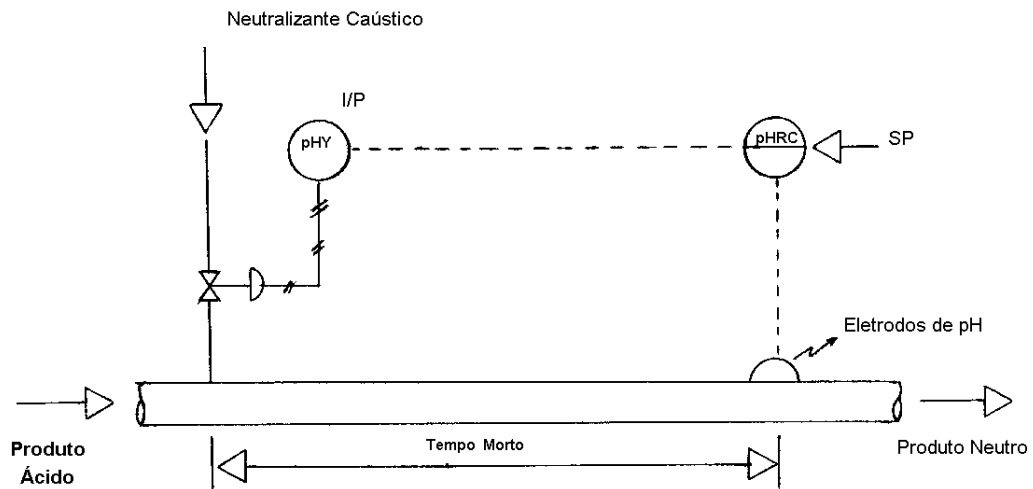 Neutralizante Caústico
I/P
pHY
pHRC
SP
Eletrodos de pH
Produto
Ácido
Tempo Morto
Produto Neutro